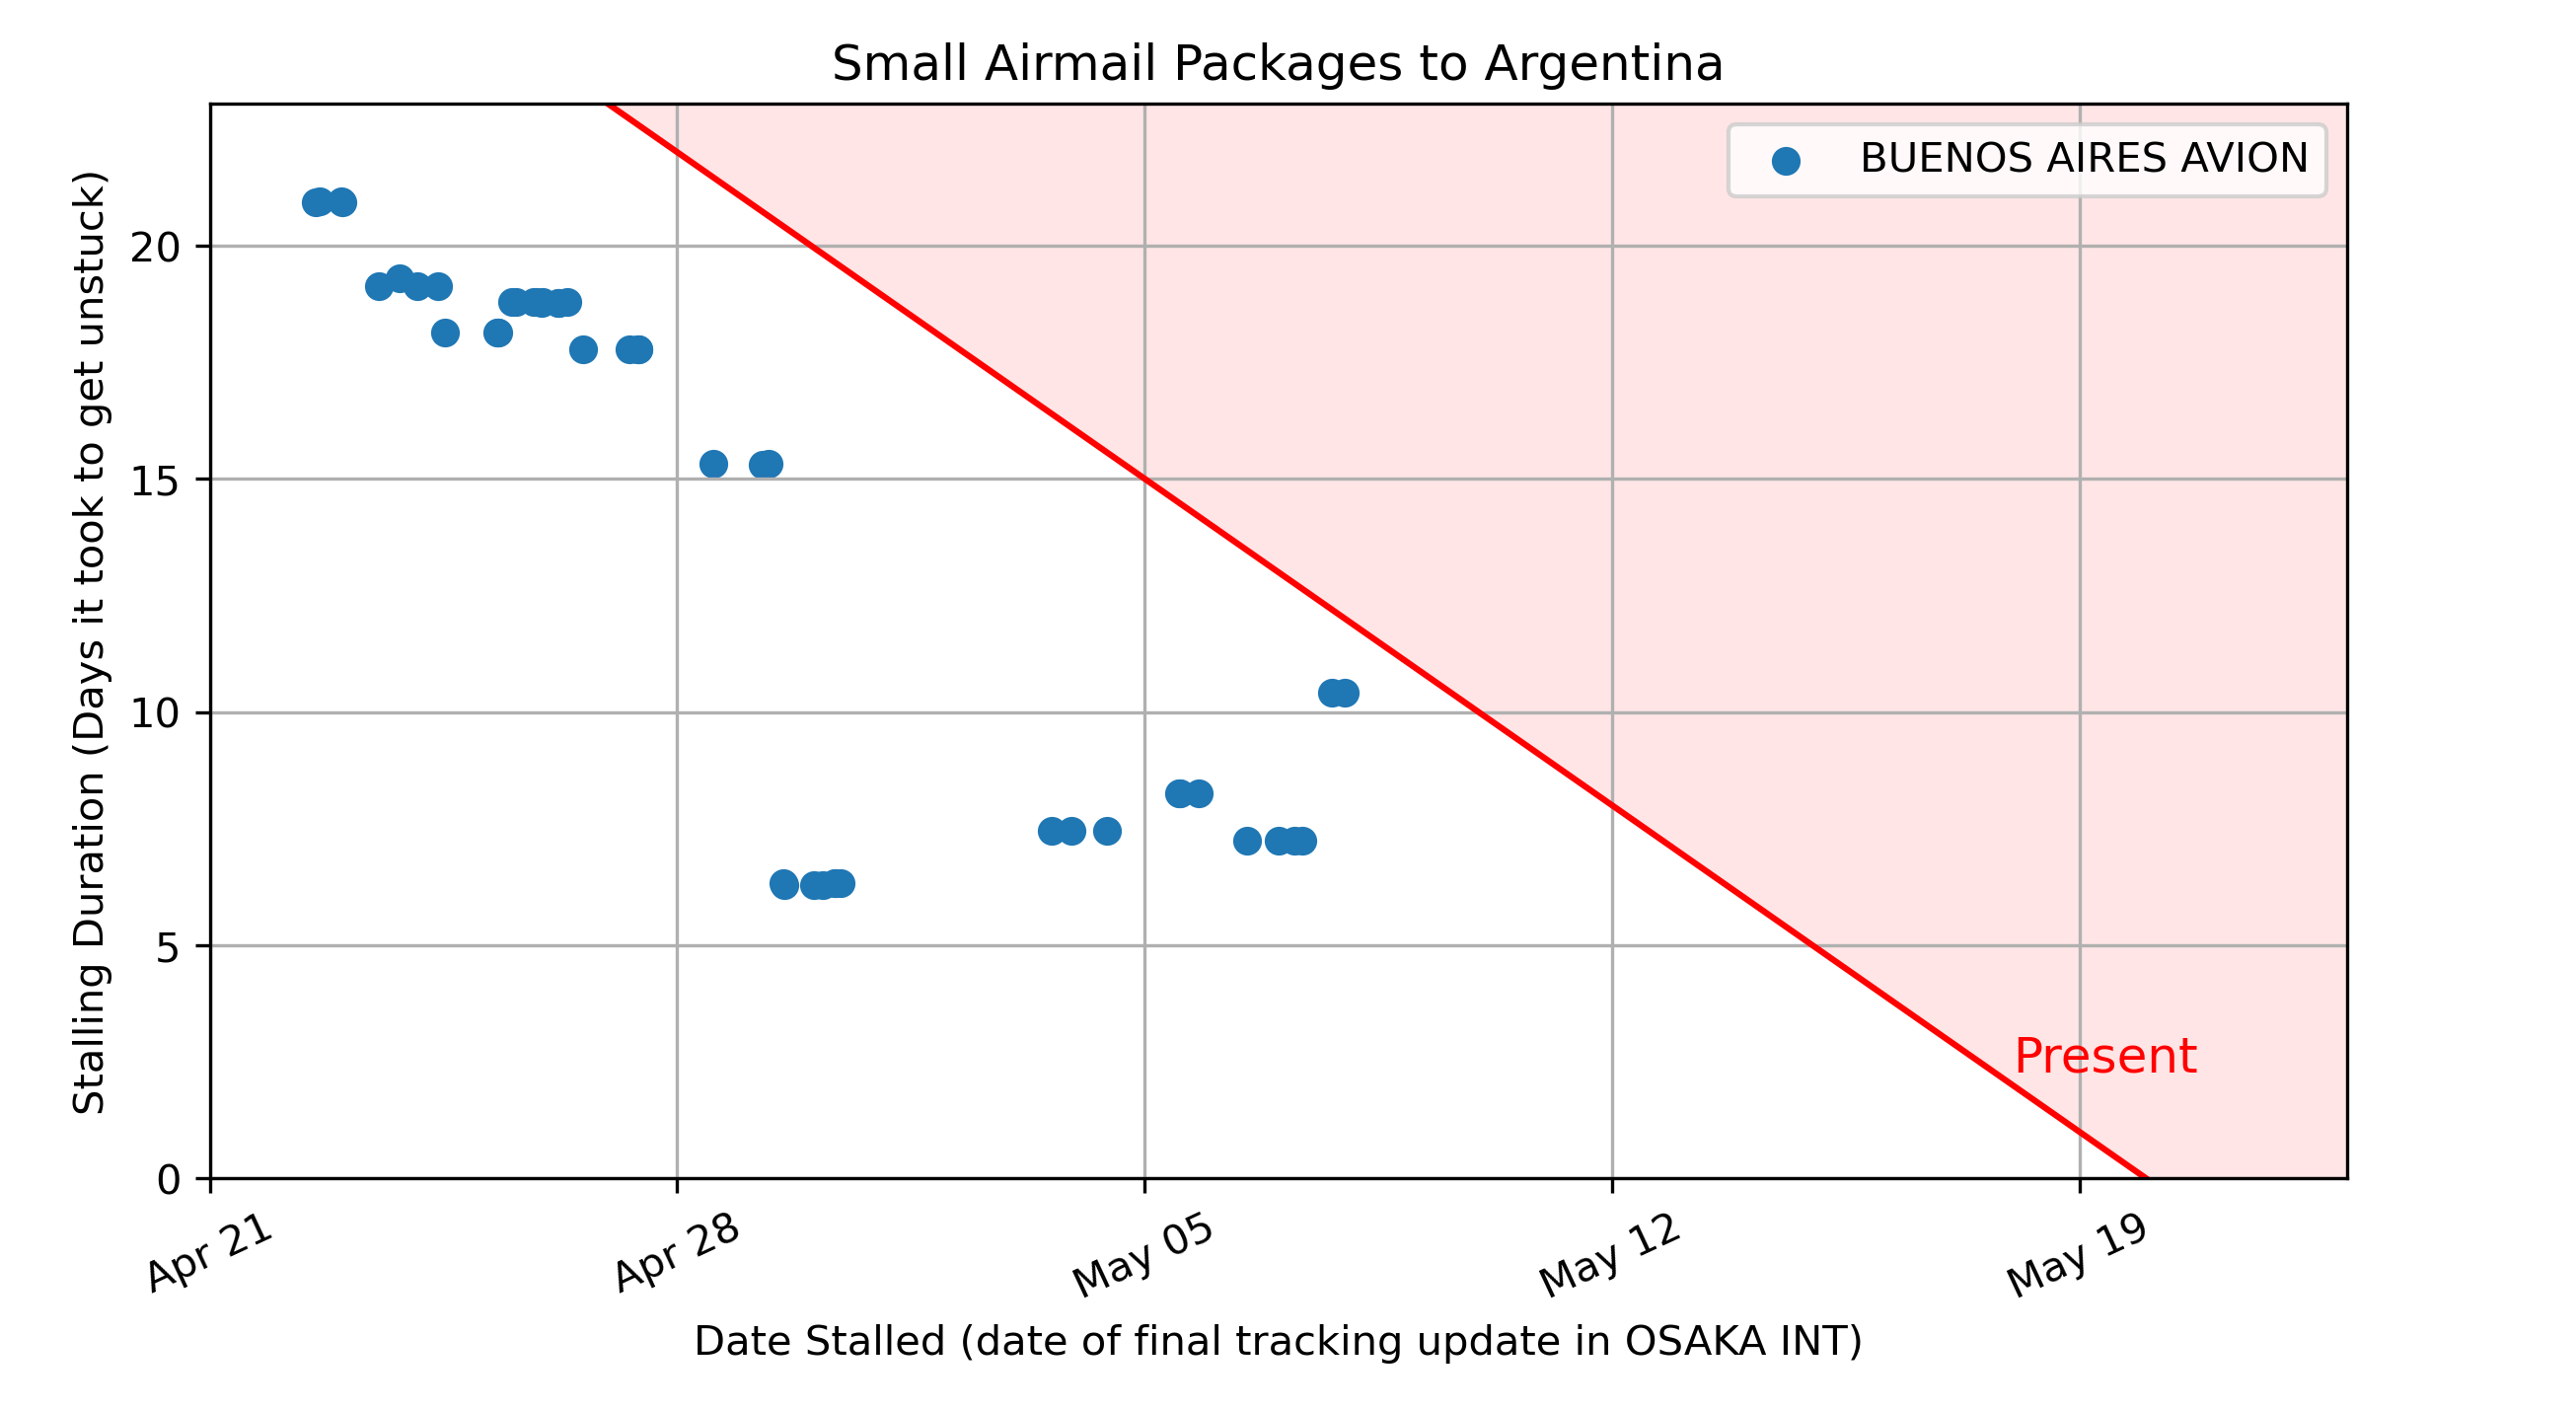 Small Airmail Packages to Argentina
BUENOS AIRES AVION
Stalling Duration (Days it took to get unstuck)
20
15
10
5
0
Present
Apr 21
Apr 28
May 05
May 12
May 19
Date Stalled (date of final tracking update in OSAKA INT)